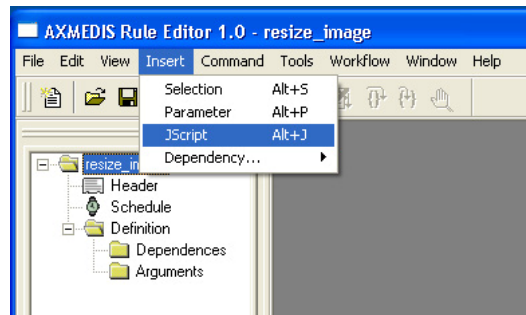 AXMEDIS Rule Editor 1.0 - resize_image
File Edit View Insert Command Tools Workflow Window Help
Selection Alt+S
Parameter Alt+P
JScript Alt+J
Dependency...
resize_in
Header
Schedule
Definition
Dependences
Arguments